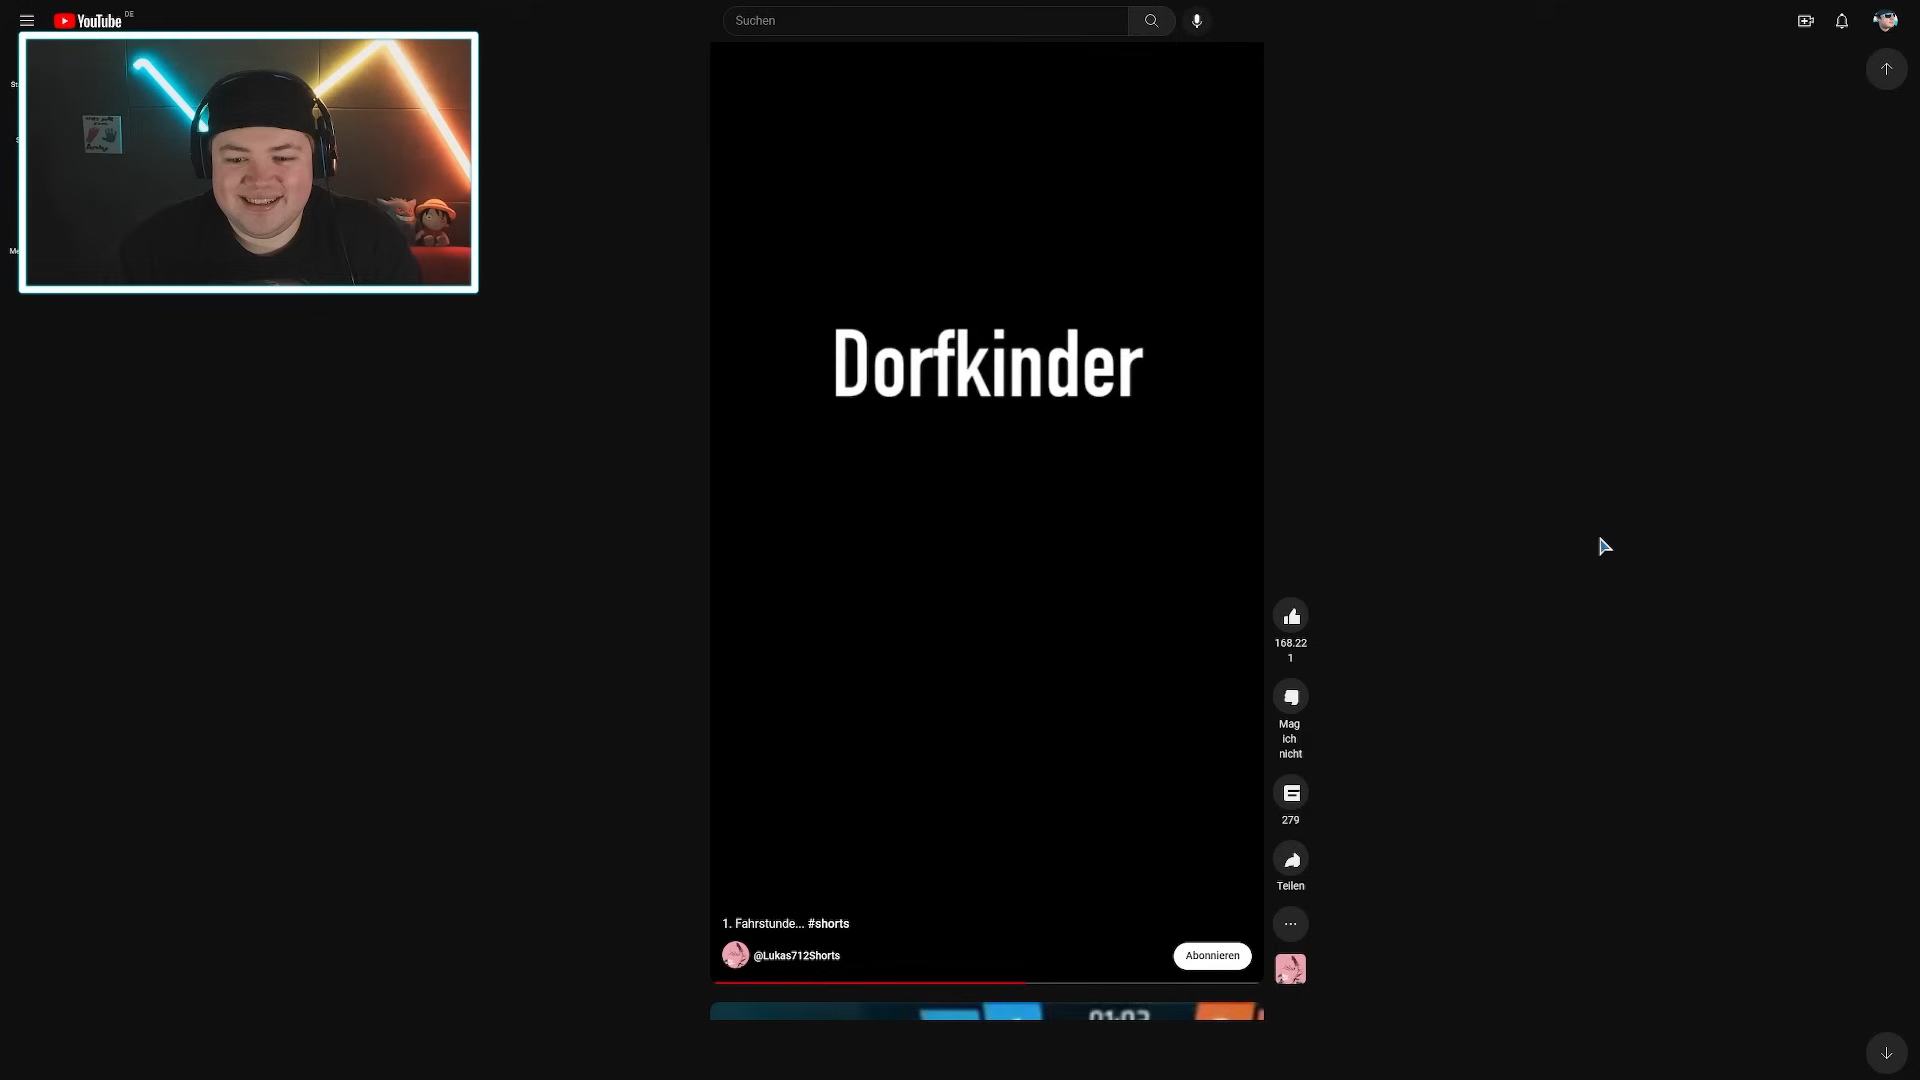 YouTube DE
Suchen
Dorfkinder
168.22
1
Mag
ich
nicht
279
Teilen
1. Fahrstunde... #shorts
@Lukas712Shorts
Abonnieren